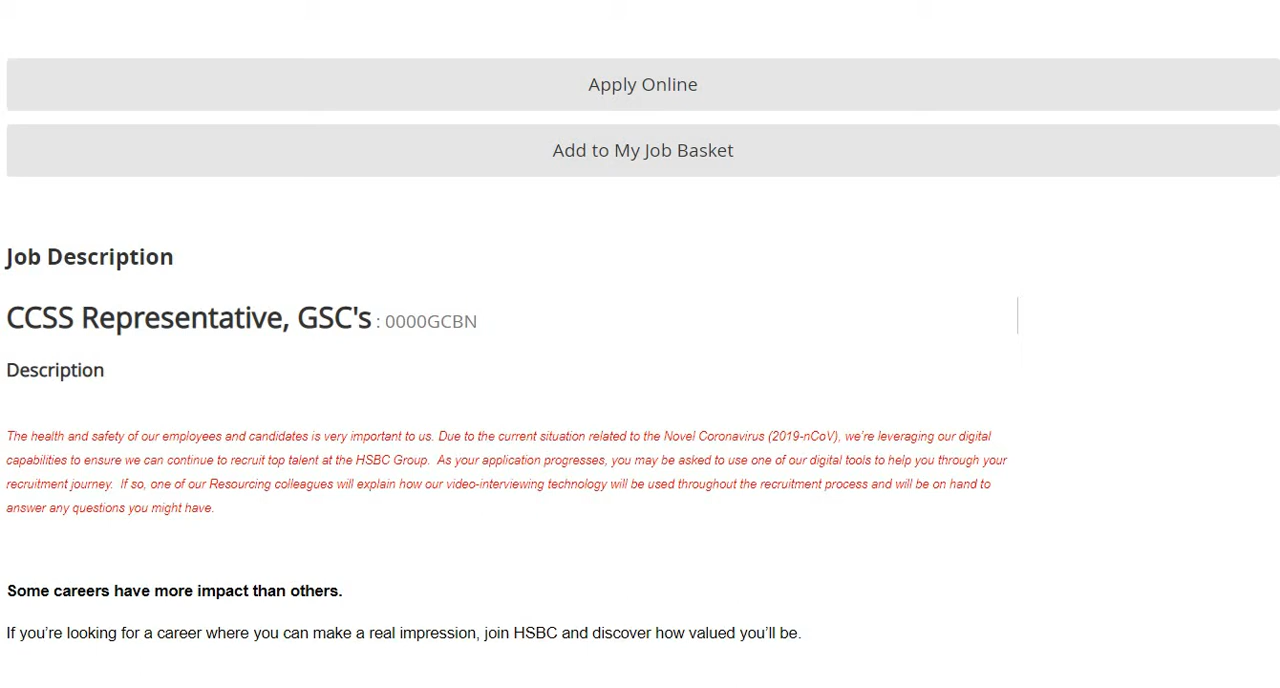 Apply Online
Add to My Job Basket
Job Description
CCSS Representative, GSC's : 0000GCBN
Description
The health and safety of our employees and candidates is very important to us. Due to the current situation related to the Novel Coronavirus (2019-nCoV), we’re leveraging our digital
capabilities to ensure we can continue to recruit top talent at the HSBC Group.  As your application progresses, you may be asked to use one of our digital tools to help you through your
recruitment journey.  If so, one of our Resourcing colleagues will explain how our video-interviewing technology will be used throughout the recruitment process and will be on hand to
answer any questions you might have.
Some careers have more impact than others.
If you’re looking for a career where you can make a real impression, join HSBC and discover how valued you’ll be.